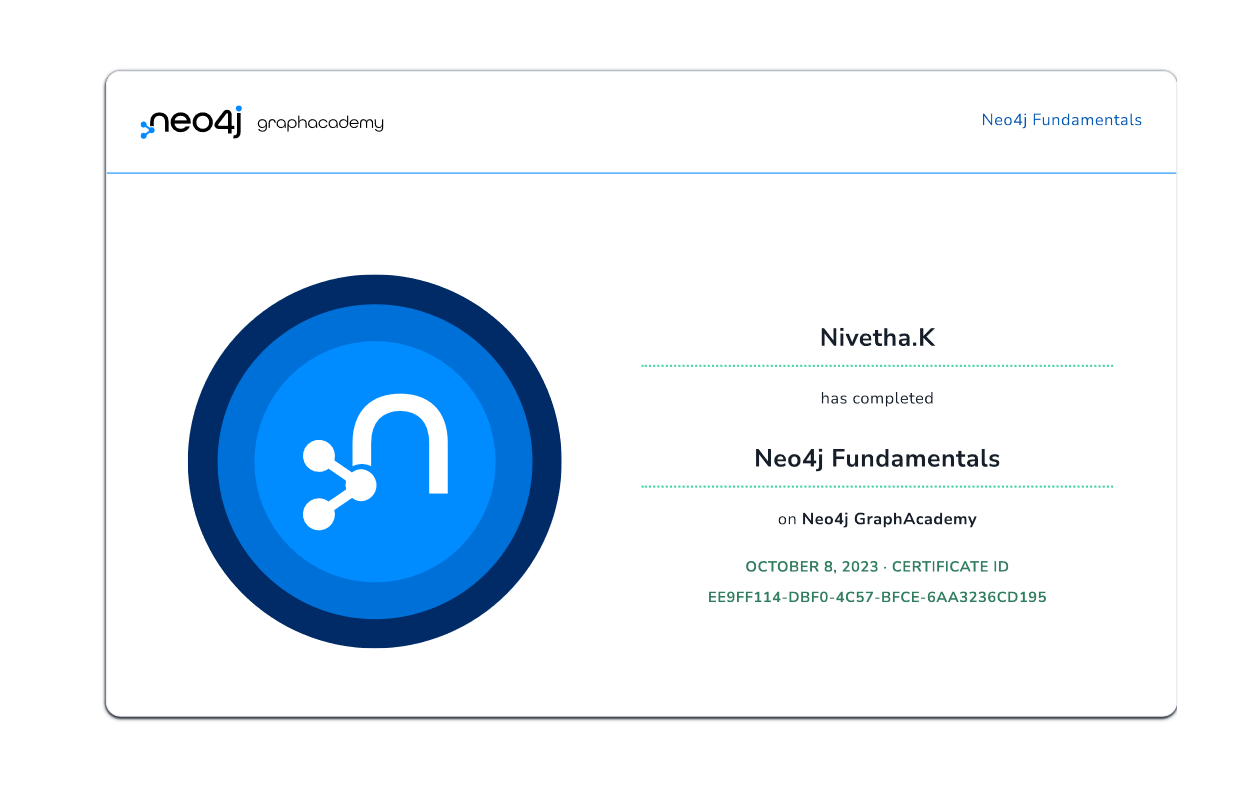 neo4j graphacademy
Neo4j Fundamentals
Nivetha.K
has completed
Neo4j Fundamentals
on Neo4j GraphAcademy
OCTOBER 8, 2023 · CERTIFICATE ID
EE9FF114-DBF0-4C57-BFCE-6AA3236CD195